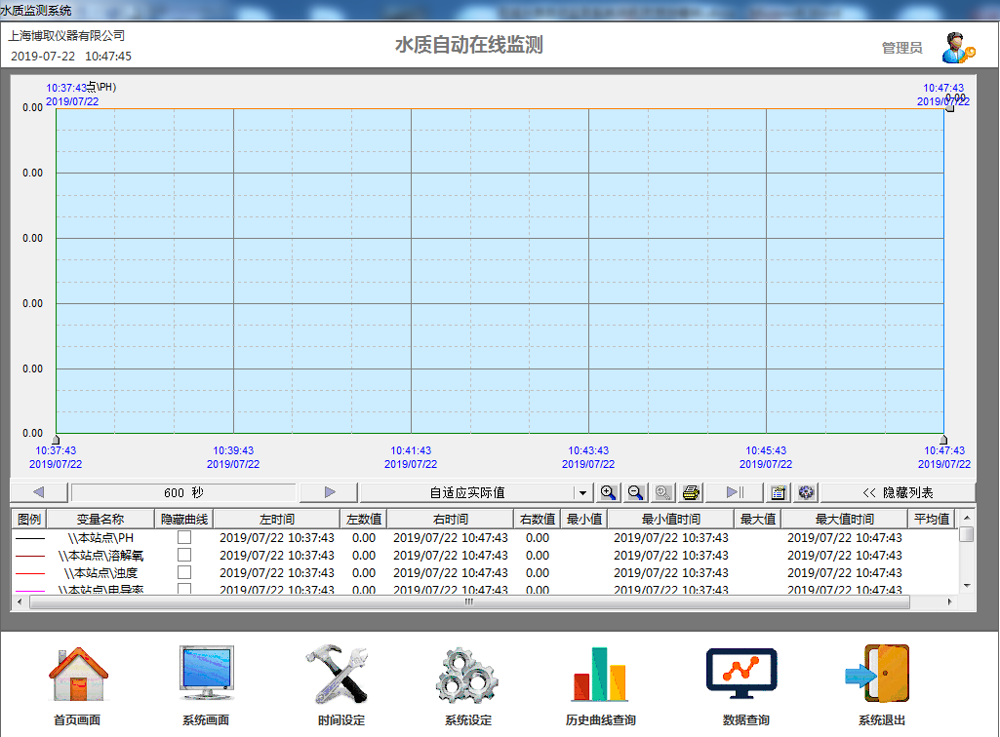 水质监测系统
上海博取仪器有限公司
2019-07-22 10:47:45
水质自动在线监测
管理员
10:37:43 点\PH)
2019/07/22
10:47:43
2019/07/22
0.00
0.00
0.00
0.00
0.00
0.00
0.00
10:37:43 10:39:43 10:41:43 10:43:43 10:45:43 10:47:43
2019/07/22 2019/07/22 2019/07/22 2019/07/22 2019/07/22 2019/07/22
600 秒 自适应实际值 << 隐藏列表
图例 变量名称 隐藏曲线 左时间 左数值 右时间 右数值 最小值 最小值时间 最大值 最大值时间 平均值
\\本站点\PH 2019/07/22 10:37:43 0.00 2019/07/22 10:47:43 0.00 2019/07/22 10:37:43 2019/07/22 10:47:43
\\本站点\溶解氧 2019/07/22 10:37:43 0.00 2019/07/22 10:47:43 0.00 2019/07/22 10:37:43 2019/07/22 10:47:43
\\本站点\浊度 2019/07/22 10:37:43 0.00 2019/07/22 10:47:43 0.00 2019/07/22 10:37:43 2019/07/22 10:47:43
\\本站点\电导率 2019/07/22 10:37:43 0.00 2019/07/22 10:47:43 0.00 2019/07/22 10:37:43 2019/07/22 10:47:43
首页画面 系统画面 时间设定 系统设定 历史曲线查询 数据查询 系统退出